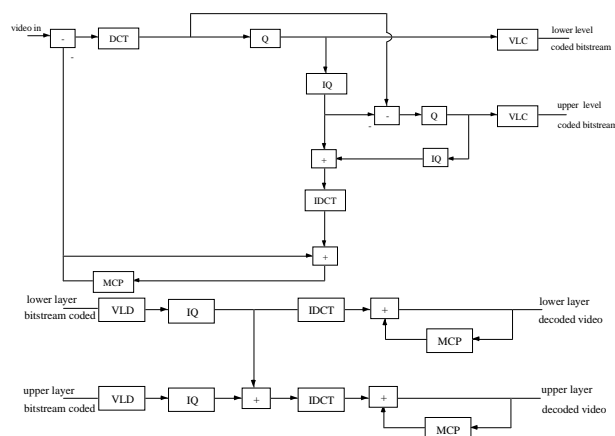 video in
-
DCT
Q
VLC
lower level
coded bitstream
-
IQ
-
Q
VLC
upper level
coded bitstream
-
+
IQ
IDCT
+
MCP
lower layer
bitstream coded
VLD
IQ
IDCT
+
lower layer
decoded video
MCP
upper layer
bitstream coded
VLD
IQ
+
IDCT
+
upper layer
decoded video
MCP